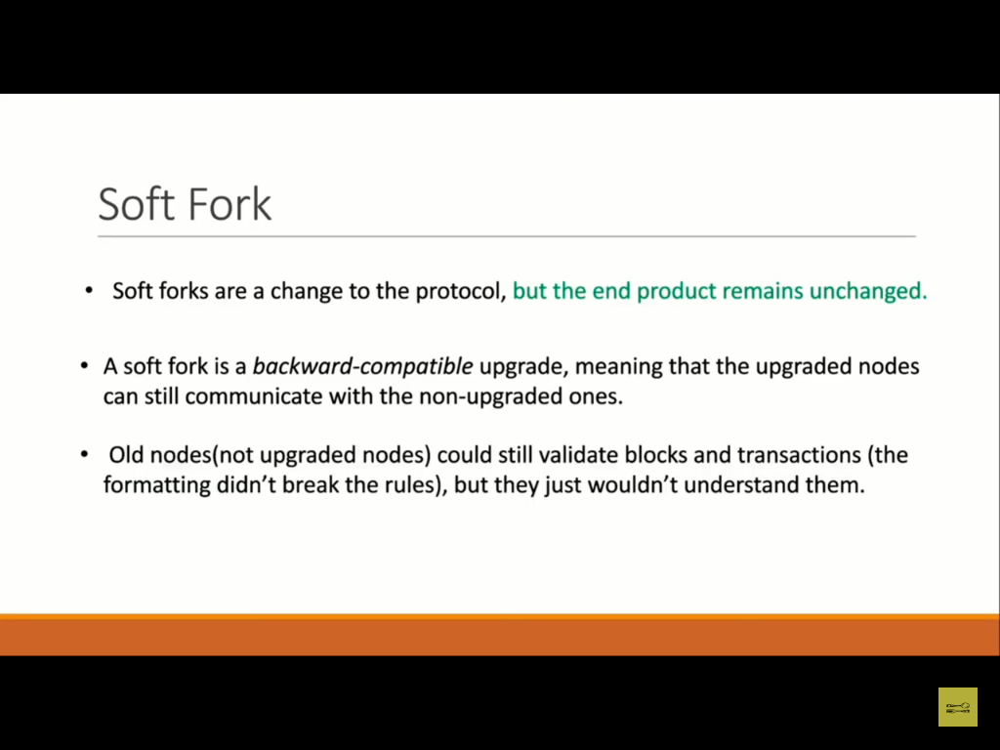 Soft Fork
• Soft forks are a change to the protocol, but the end product remains unchanged.
• A soft fork is a backward-compatible upgrade, meaning that the upgraded nodes
can still communicate with the non-upgraded ones.
• Old nodes(not upgraded nodes) could still validate blocks and transactions (the
formatting didn’t break the rules), but they just wouldn’t understand them.